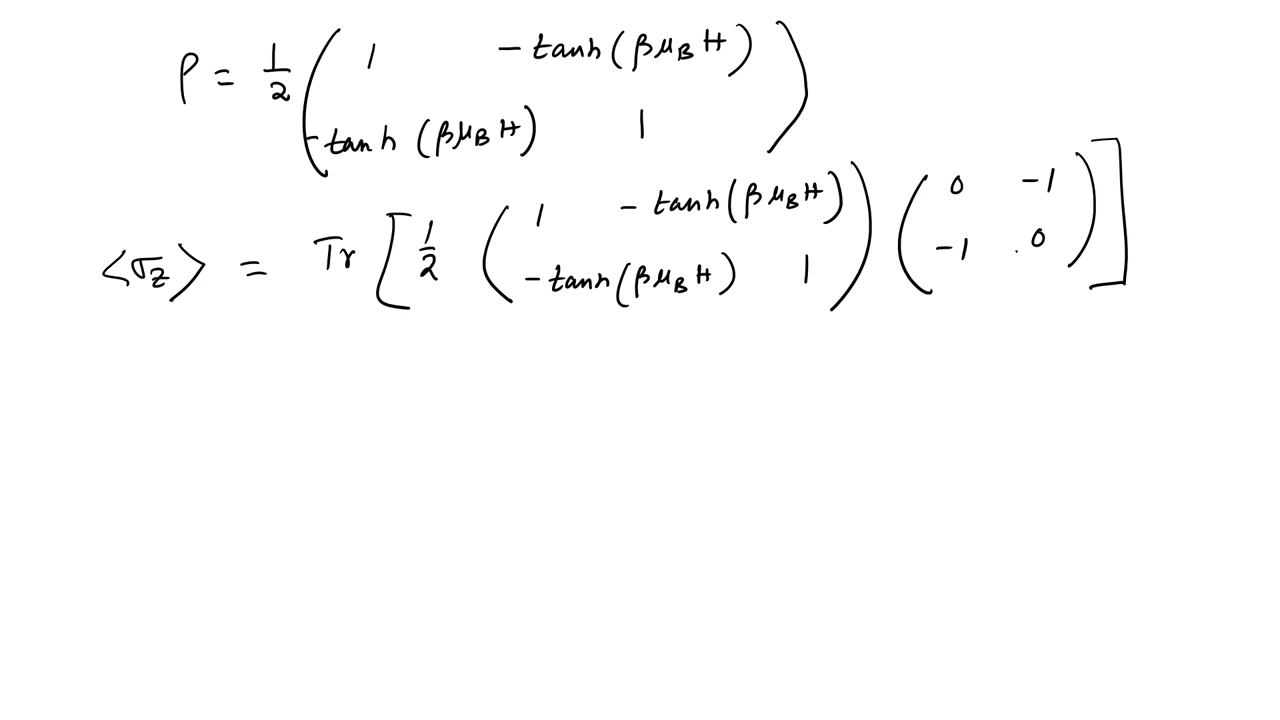 ρ = 1/2 ( 1 - tanh(βμ_B H)
-tanh(βμ_B H) 1 )
<σ_z> = Tr [ 1/2 ( 1 - tanh(βμ_B H) ) ( 0 -1
-tanh(βμ_B H) 1 -1 0 ) ]